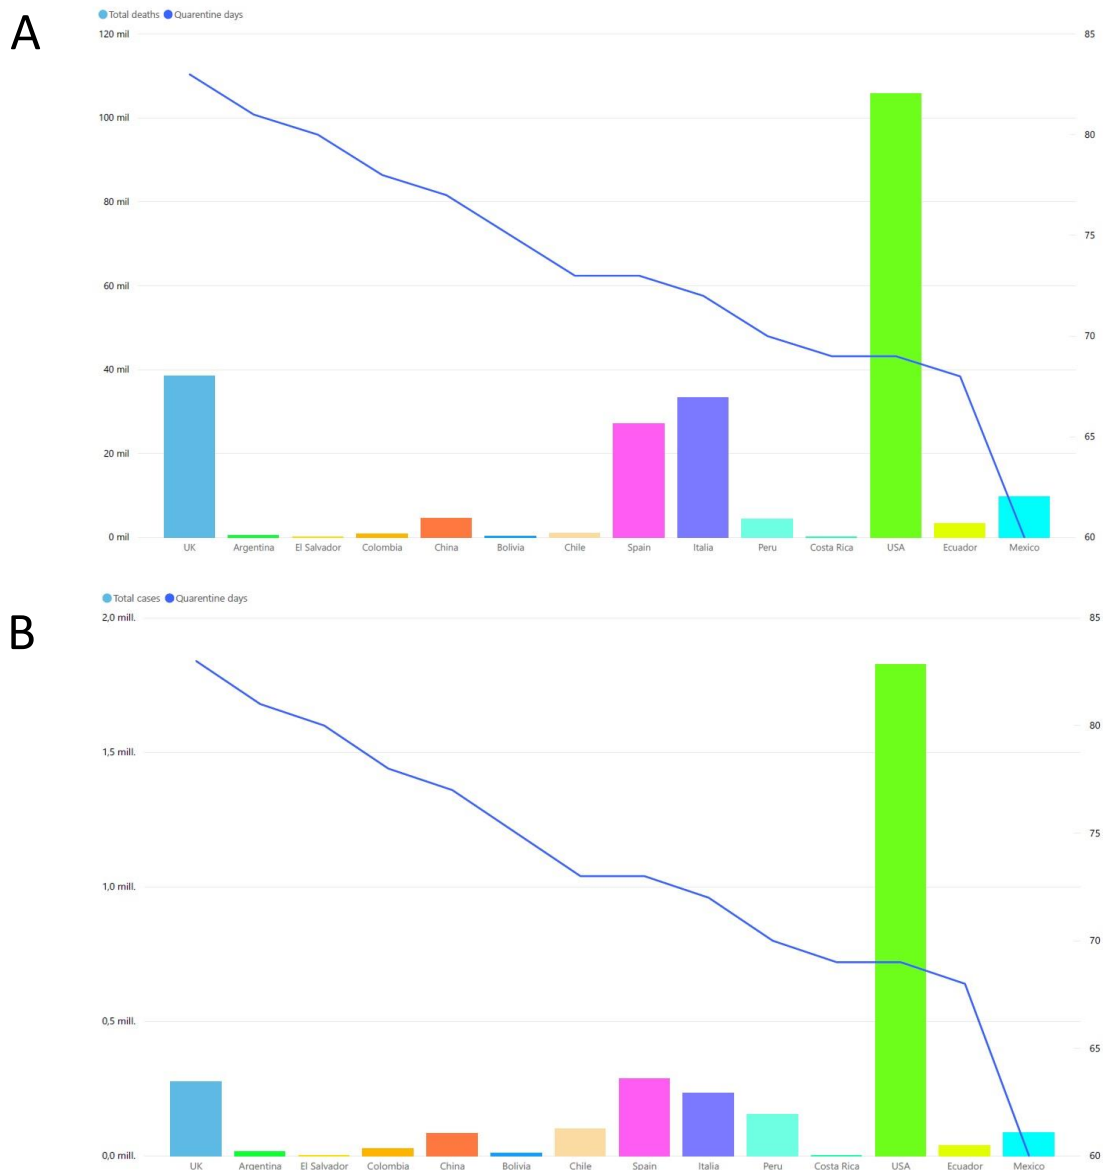 A
Total deaths Quarentine days
120 mil 85
100 mil 80
80 mil 75
60 mil 70
40 mil 65
20 mil
0 mil 60
UK Argentina El Salvador Colombia China Bolivia Chile Spain Italia Peru Costa Rica USA Ecuador Mexico
B
Total cases Quarentine days
2,0 mill. 85
1,5 mill. 80
75
1,0 mill. 70
0,5 mill. 65
0,0 mill. 60
UK Argentina El Salvador Colombia China Bolivia Chile Spain Italia Peru Costa Rica USA Ecuador Mexico